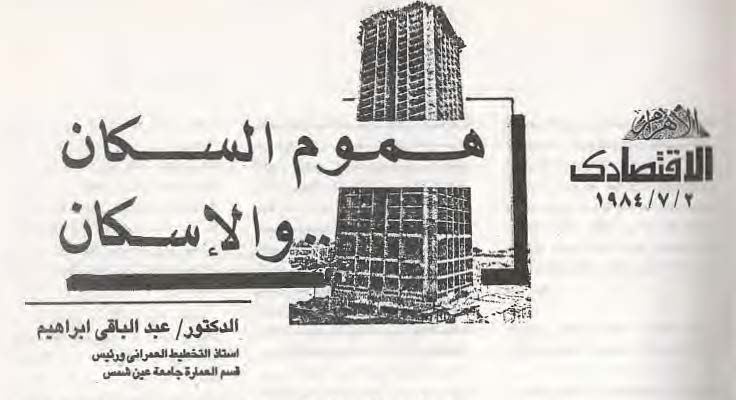 الأهرام
الاقتصادى
١٩٨٤/٧/٢
هموم السكان
..والإسكان
الدكتور/ عبد الباقى ابراهيم
استاذ التخطيط العمرانى ورئيس
قسم العمارة جامعة عين شمس